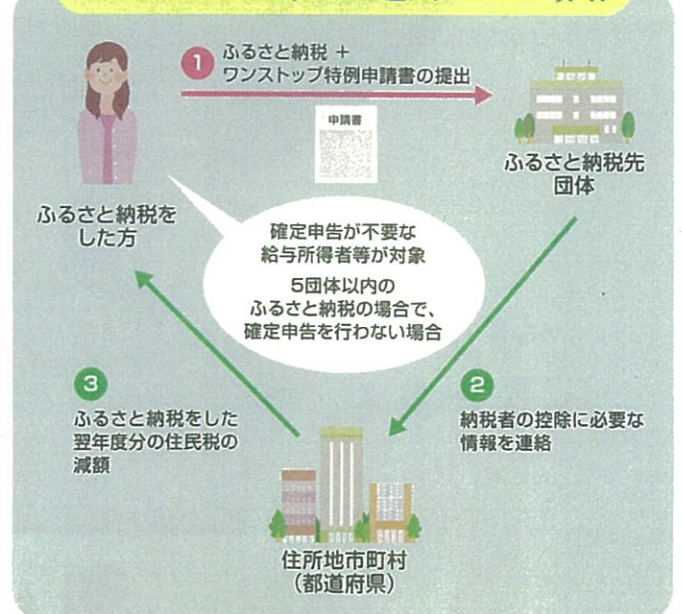 1 ふるさと納税 +
ワンストップ特例申請書の提出
申請書
ふるさと納税先
団体
ふるさと納税を
した方
確定申告が不要な
給与所得者等が対象
5団体以内の
ふるさと納税の場合で、
確定申告を行わない場合
3
ふるさと納税をした
翌年度分の住民税の
減額
2
納税者の控除に必要な
情報を連絡
住所地市町村
(都道府県)